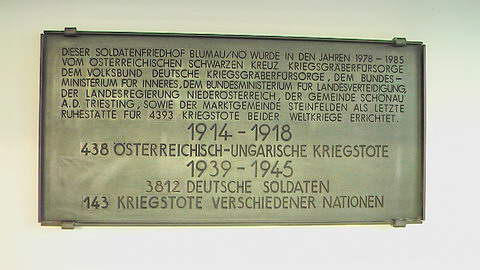 DIESER SOLDATENFRIEDHOF BLUMAU/NÖ WURDE IN DEN JAHREN 1978-1985
VOM ÖSTERREICHISCHEN SCHWARZEN KREUZ KRIEGSGRÄBERFÜRSORGE
DEM VOLKSBUND DEUTSCHE KRIEGSGRÄBERFÜRSORGE, DEM BUNDES-
MINISTERIUM FÜR INNERES, DEM BUNDESMINISTERIUM FÜR LANDESVERTEIDIGUNG,
DER LANDESREGIERUNG NIEDERÖSTERREICH, DER GEMEINDE SCHÖNAU
A.D. TRIESTING, SOWIE DER MARKTGEMEINDE STEINFELDEN ALS LETZTE
RUHESTÄTTE FÜR 4393 KRIEGSTOTE BEIDER WELTKRIEGE ERRICHTET.
1914-1918
438 ÖSTERREICHISCH-UNGARISCHE KRIEGSTOTE
1939-1945
3812 DEUTSCHE SOLDATEN
143 KRIEGSTOTE VERSCHIEDENER NATIONEN